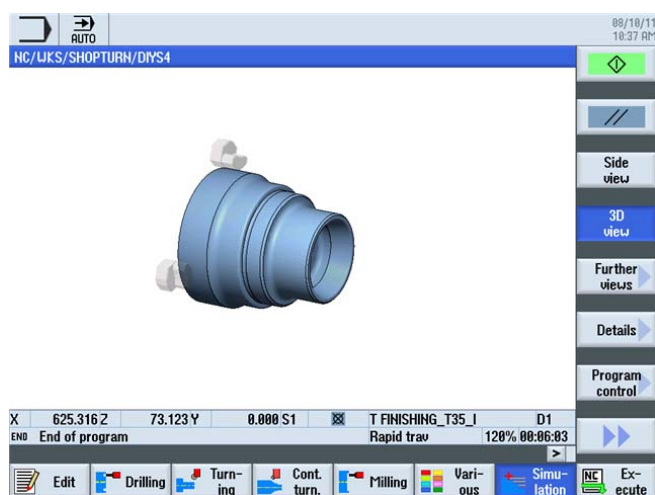 AUTO
08/10/11
10:37 AM
NC/WKS/SHOPTURN/DIYS4
Side
view
3D
view
Further
views
Details
Program
control
X 625.316 Z 73.123 Y 0.000 S1 T FINISHING_T35_I D1
END End of program Rapid trav 120% 00:06:03
>
Edit
Drilling
Turn-
ing
Cont.
turn.
Milling
Vari-
ous
Simu-
lation
NC Ex-
ecute